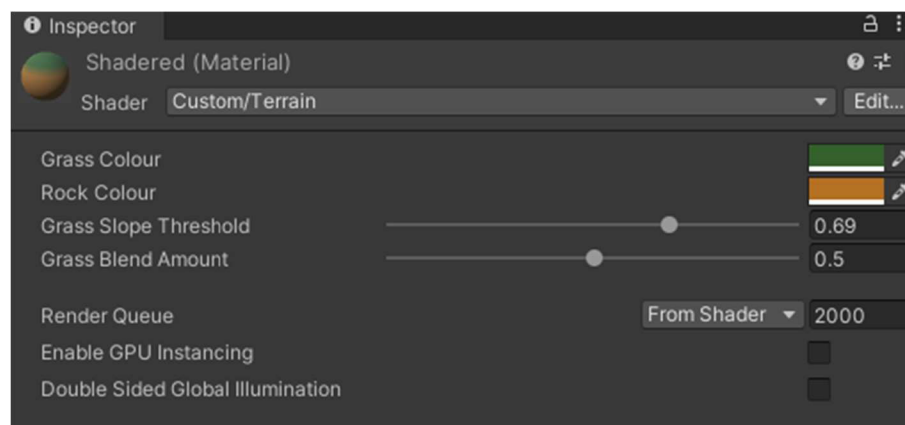 Inspector
Shadered (Material)
Shader Custom/Terrain Edit...
Grass Colour
Rock Colour
Grass Slope Threshold 0.69
Grass Blend Amount 0.5
Render Queue From Shader 2000
Enable GPU Instancing
Double Sided Global Illumination